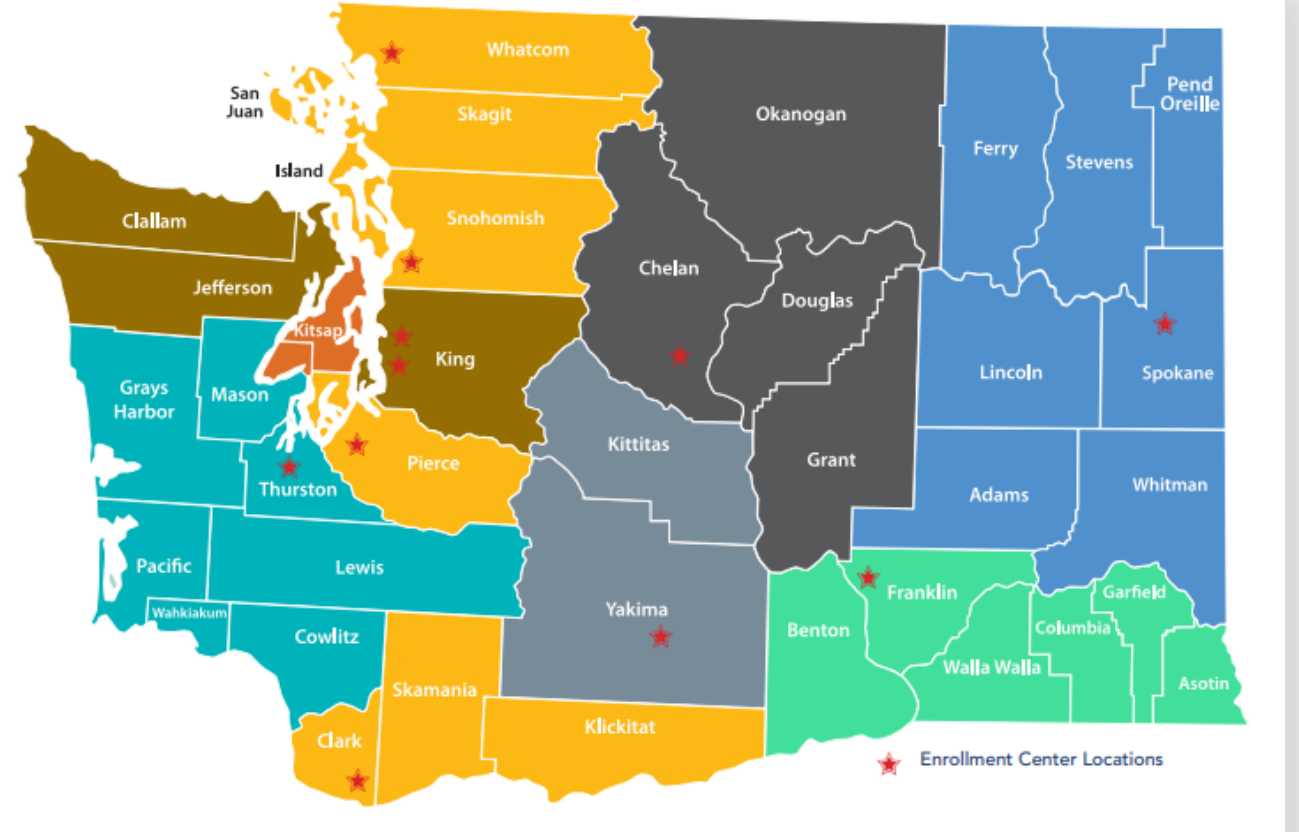 Whatcom
San
Juan
Skagit
Okanogan
Pend
Oreille
Ferry
Stevens
Island
Clallam
Snohomish
Chelan
Jefferson
Douglas
Kitsap
King
Lincoln
Spokane
Grays
Harbor
Mason
Kittitas
Pierce
Grant
Thurston
Adams
Whitman
Pacific
Lewis
Franklin
Garfield
Wahkiakum
Yakima
Benton
Columbia
Cowlitz
Walla Walla
Skamania
Asotin
Klickitat
Clark
Enrollment Center Locations